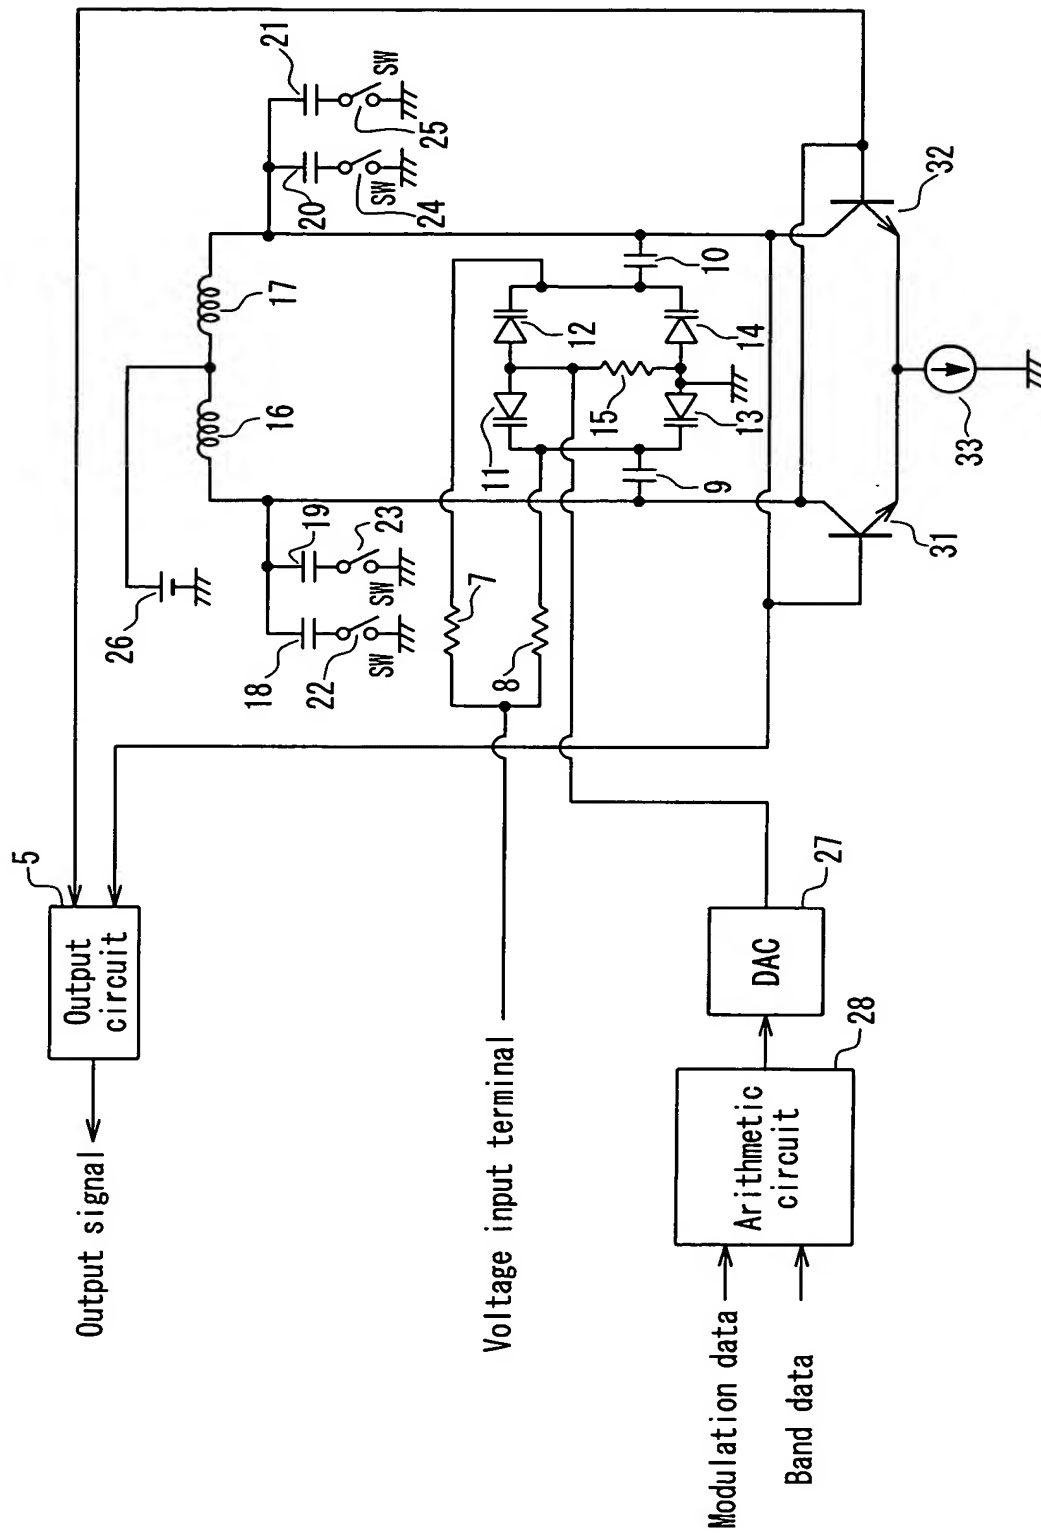 21
SW
25
20
SW
24
17
16
26
19
23
SW
18
22
SW
7
8
12
10
11
15
14
13
9
32
31
33
5
Output
circuit
Output signal
Voltage input terminal
27
DAC
28
Arithmetic
circuit
Modulation data
Band data